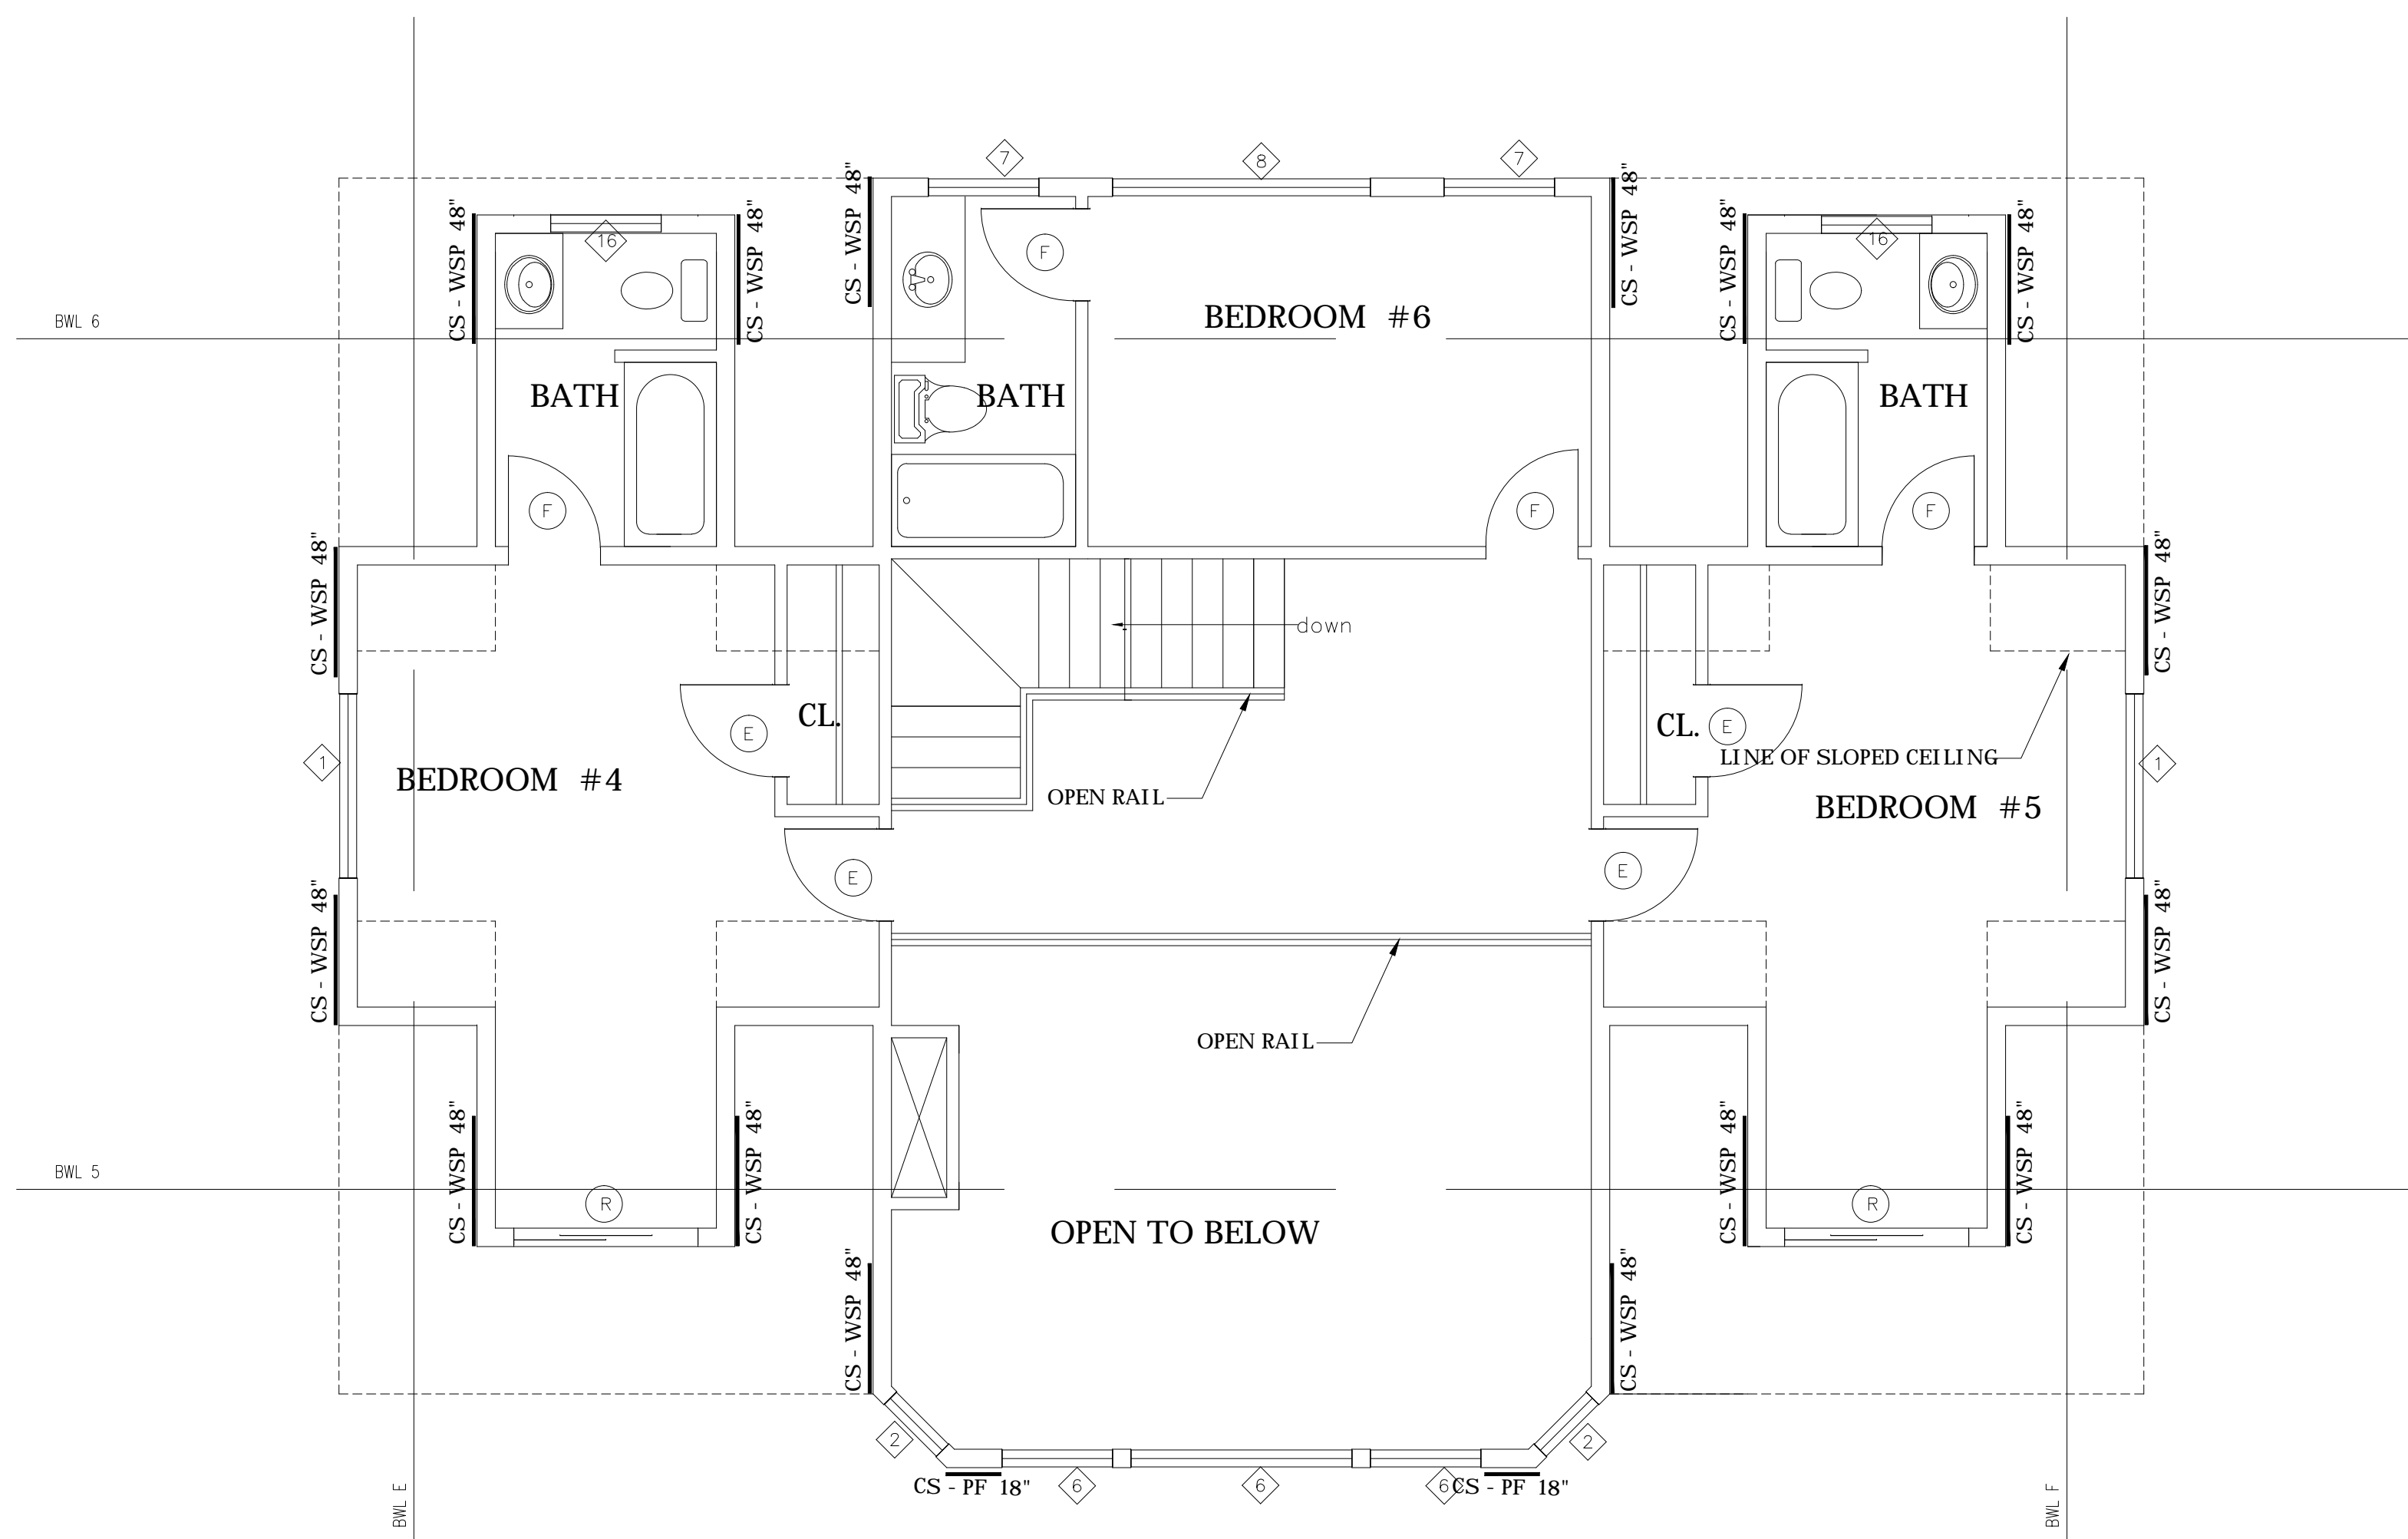 7
8
7
CS - WSP 48"
CS - WSP 48"
CS - WSP 48"
CS - WSP 48"
CS - WSP 48"
CS - WSP 48"
16
16
F
BEDROOM #6
BWL 6
BATH
BATH
BATH
F
F
F
CS - WSP 48"
CS - WSP 48"
down
CL.
CL.
E
E
1
LINE OF SLOPED CEILING
1
BEDROOM #4
OPEN RAIL
BEDROOM #5
E
E
CS - WSP 48"
CS - WSP 48"
OPEN RAIL
CS - WSP 48"
CS - WSP 48"
CS - WSP 48"
CS - WSP 48"
BWL 5
R
R
OPEN TO BELOW
CS - WSP 48"
CS - WSP 48"
2
2
CS - PF 18"
6
6
6
CS - PF 18"
BWL E
BWL F